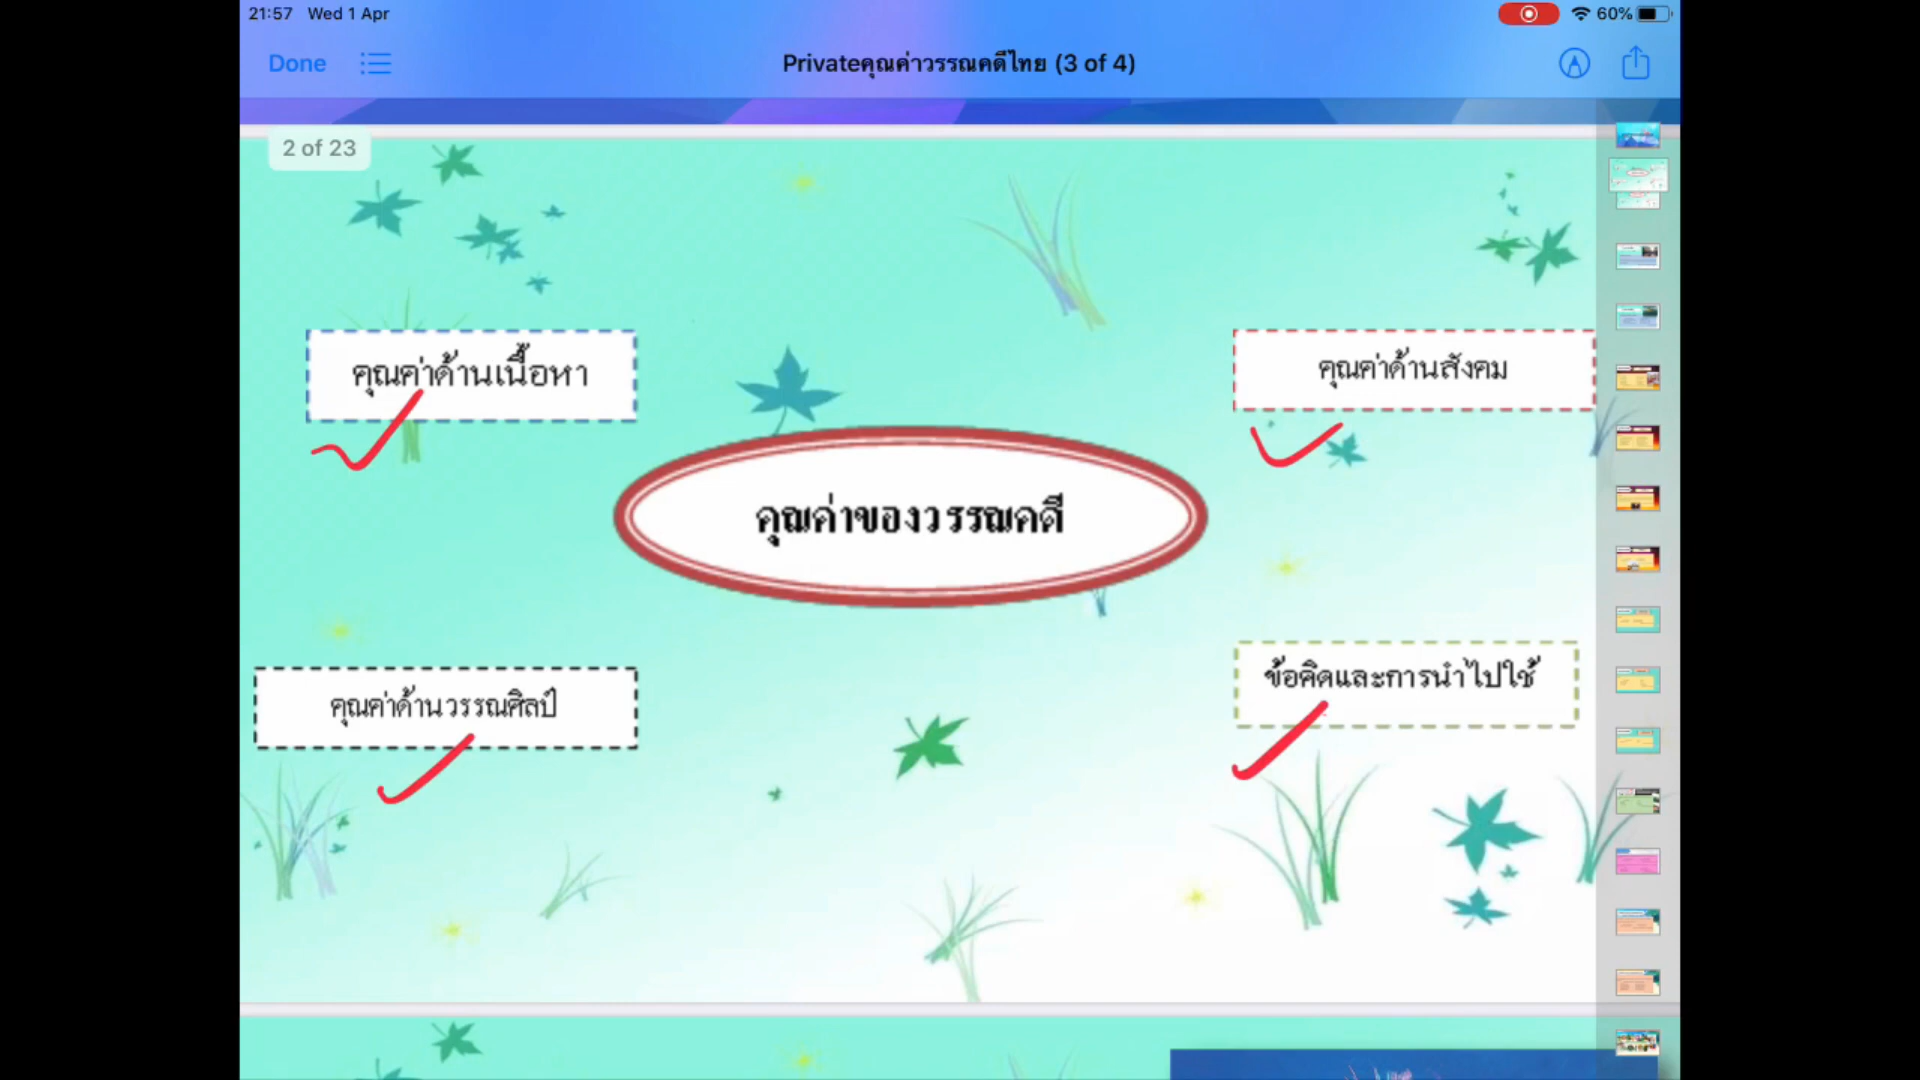 21:57 Wed 1 Apr
60%
Done
Privateคุณค่าวรรณคดีไทย (3 of 4)
2 of 23
คุณค่าด้านเนื้อหา
คุณค่าด้านสังคม
คุณค่าของวรรณคดี
คุณค่าด้านวรรณศิลป์
ข้อคิดและการนำไปใช้